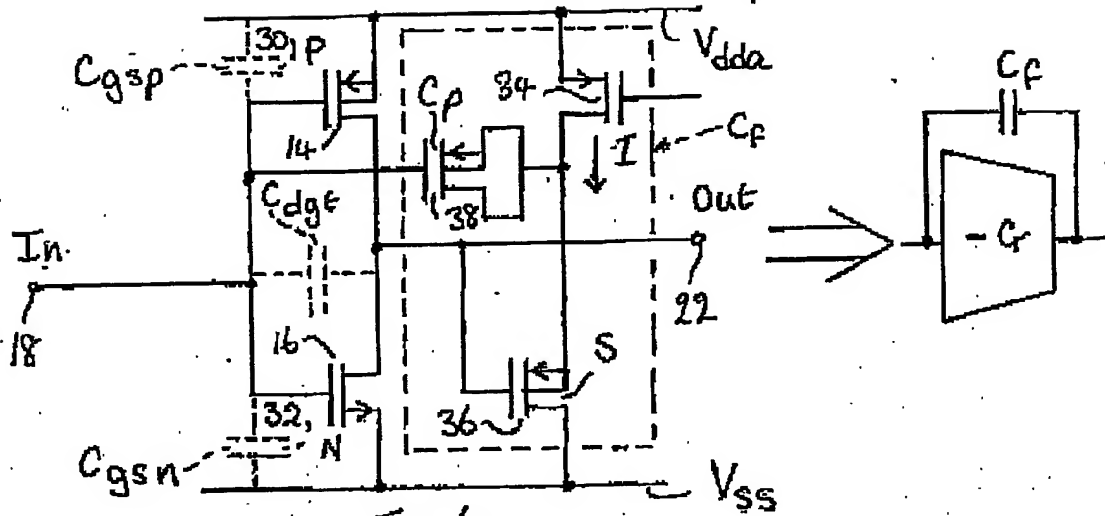 30, P
Vdda
Cgsp
34
Cp
Cf
Cf
14
I
Cdgt
38
Out
In
-G
22
18
16
S
36
32, N
Cgsn
Vss